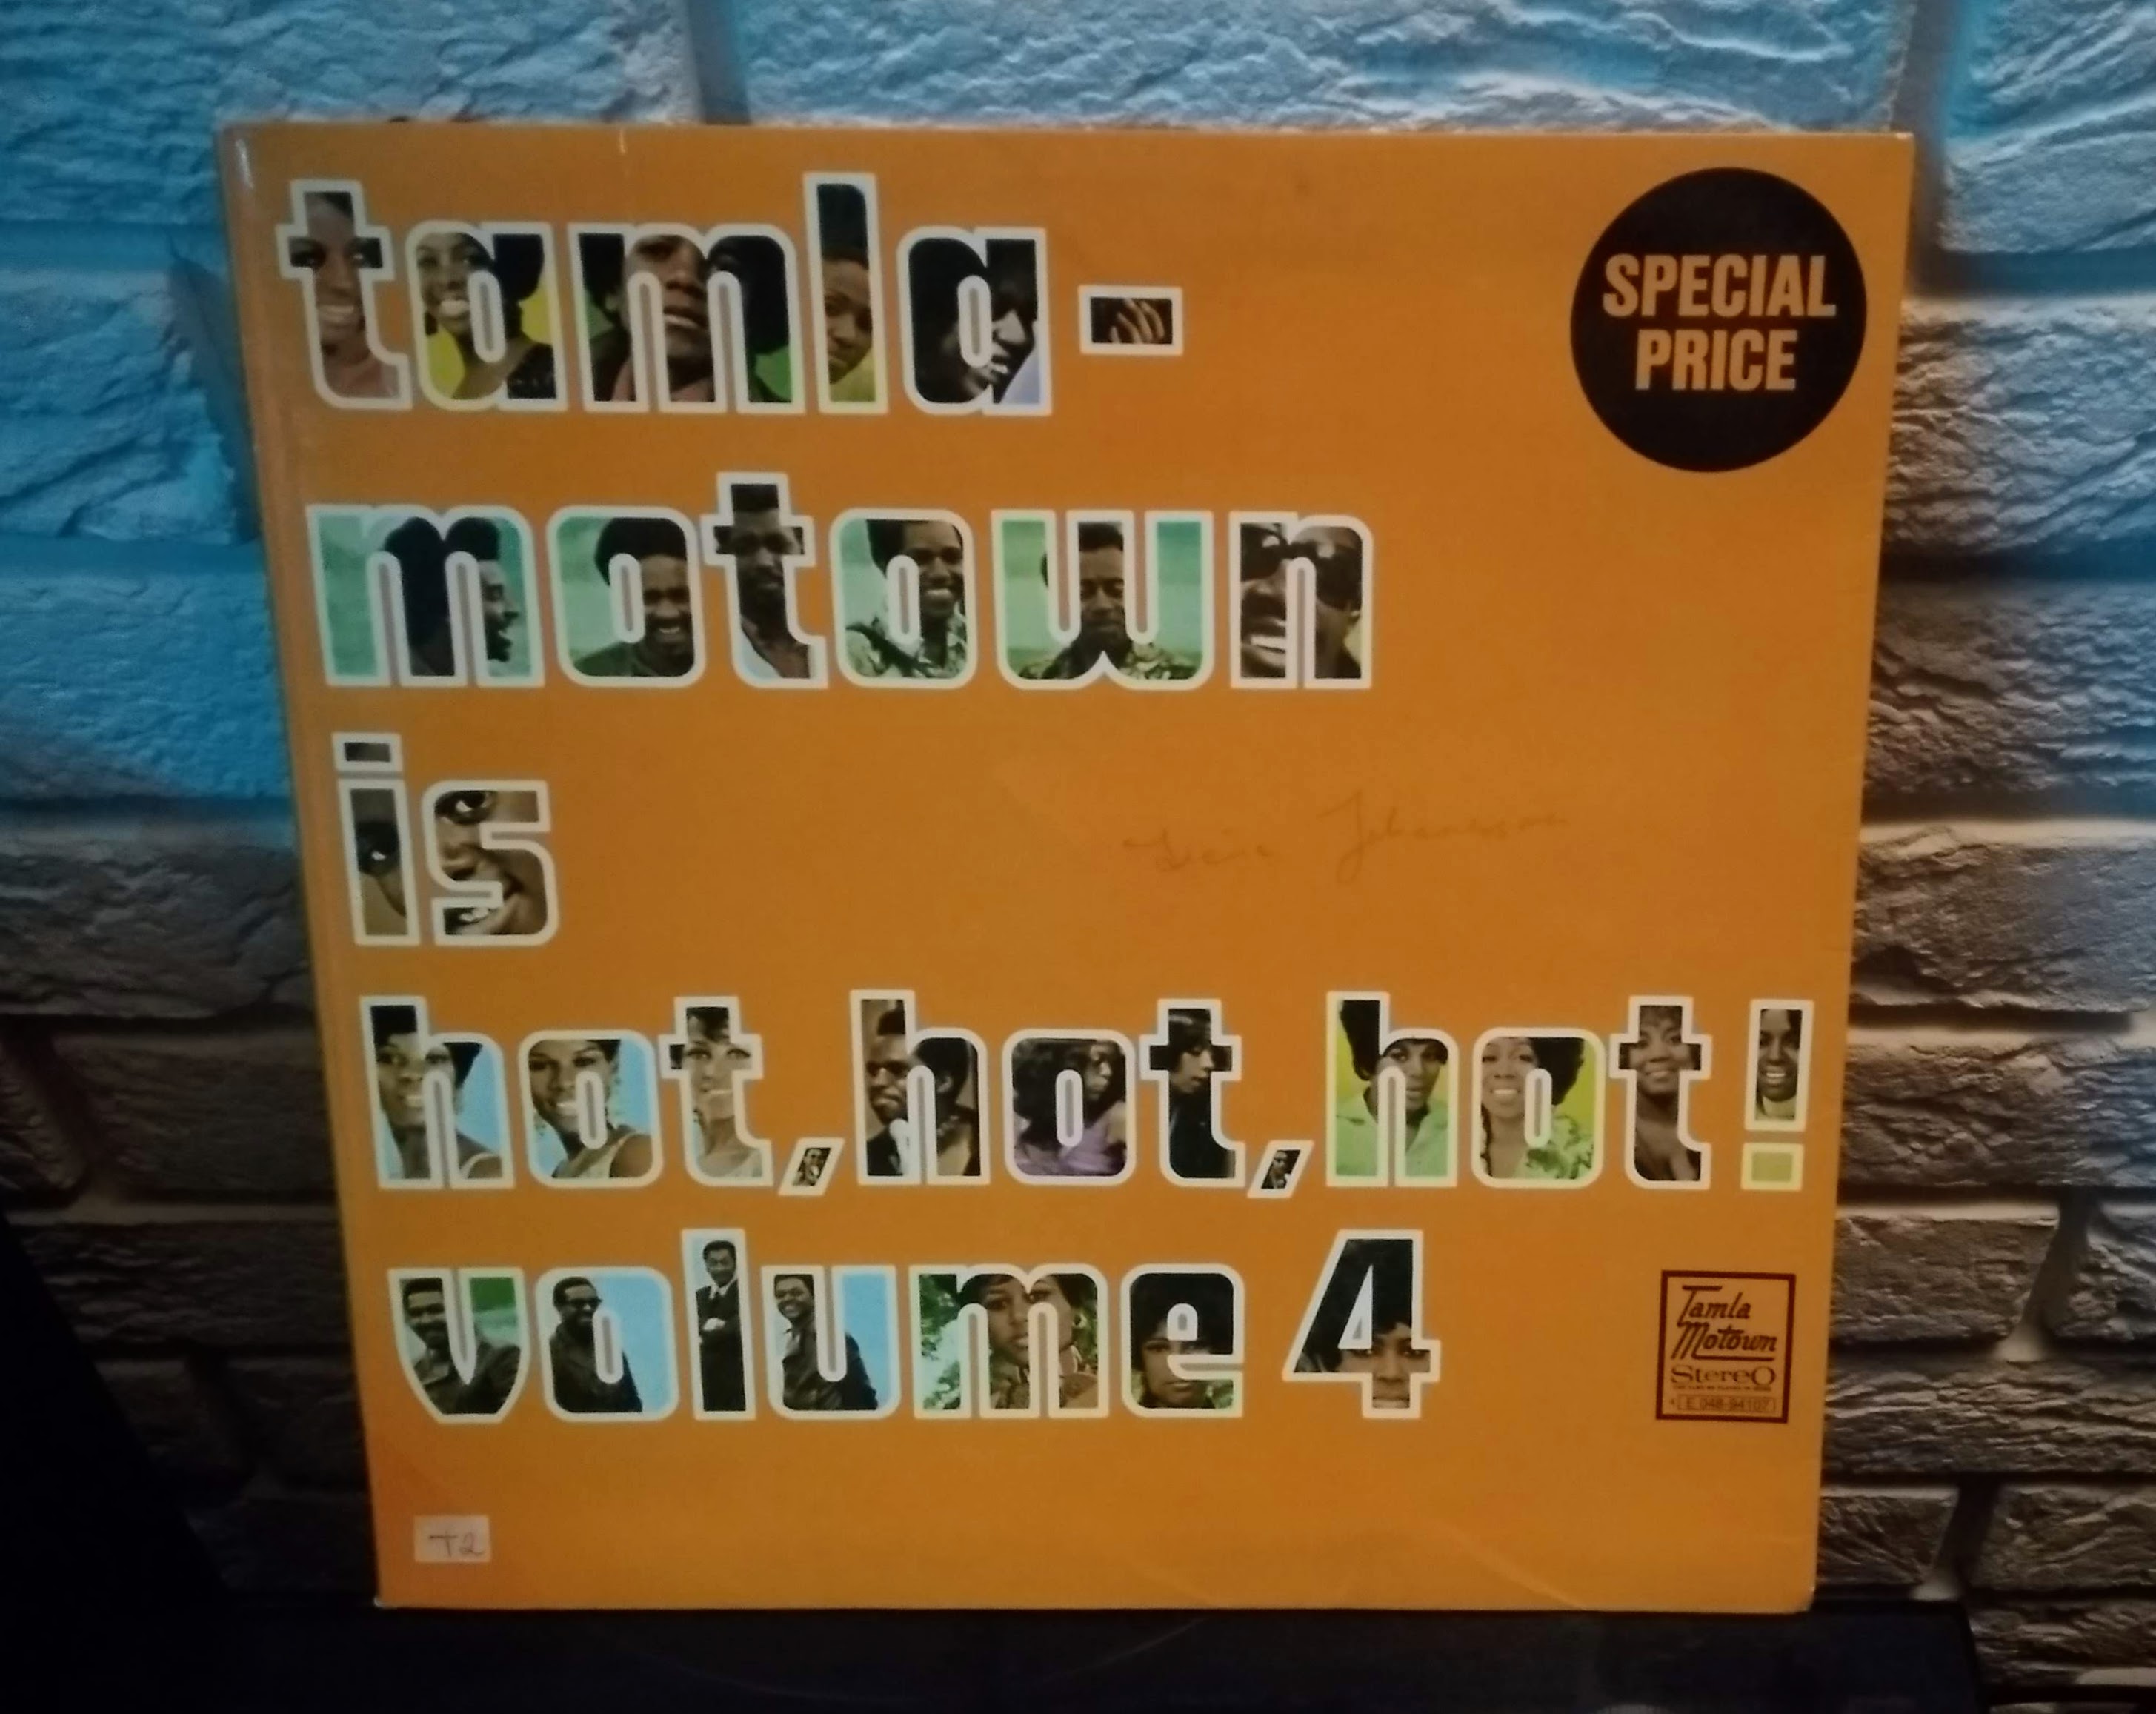 tamla-
SPECIAL
PRICE
motown
is
hot,hot,hot!
volume 4
Tamla
Motown
Stereo
T2